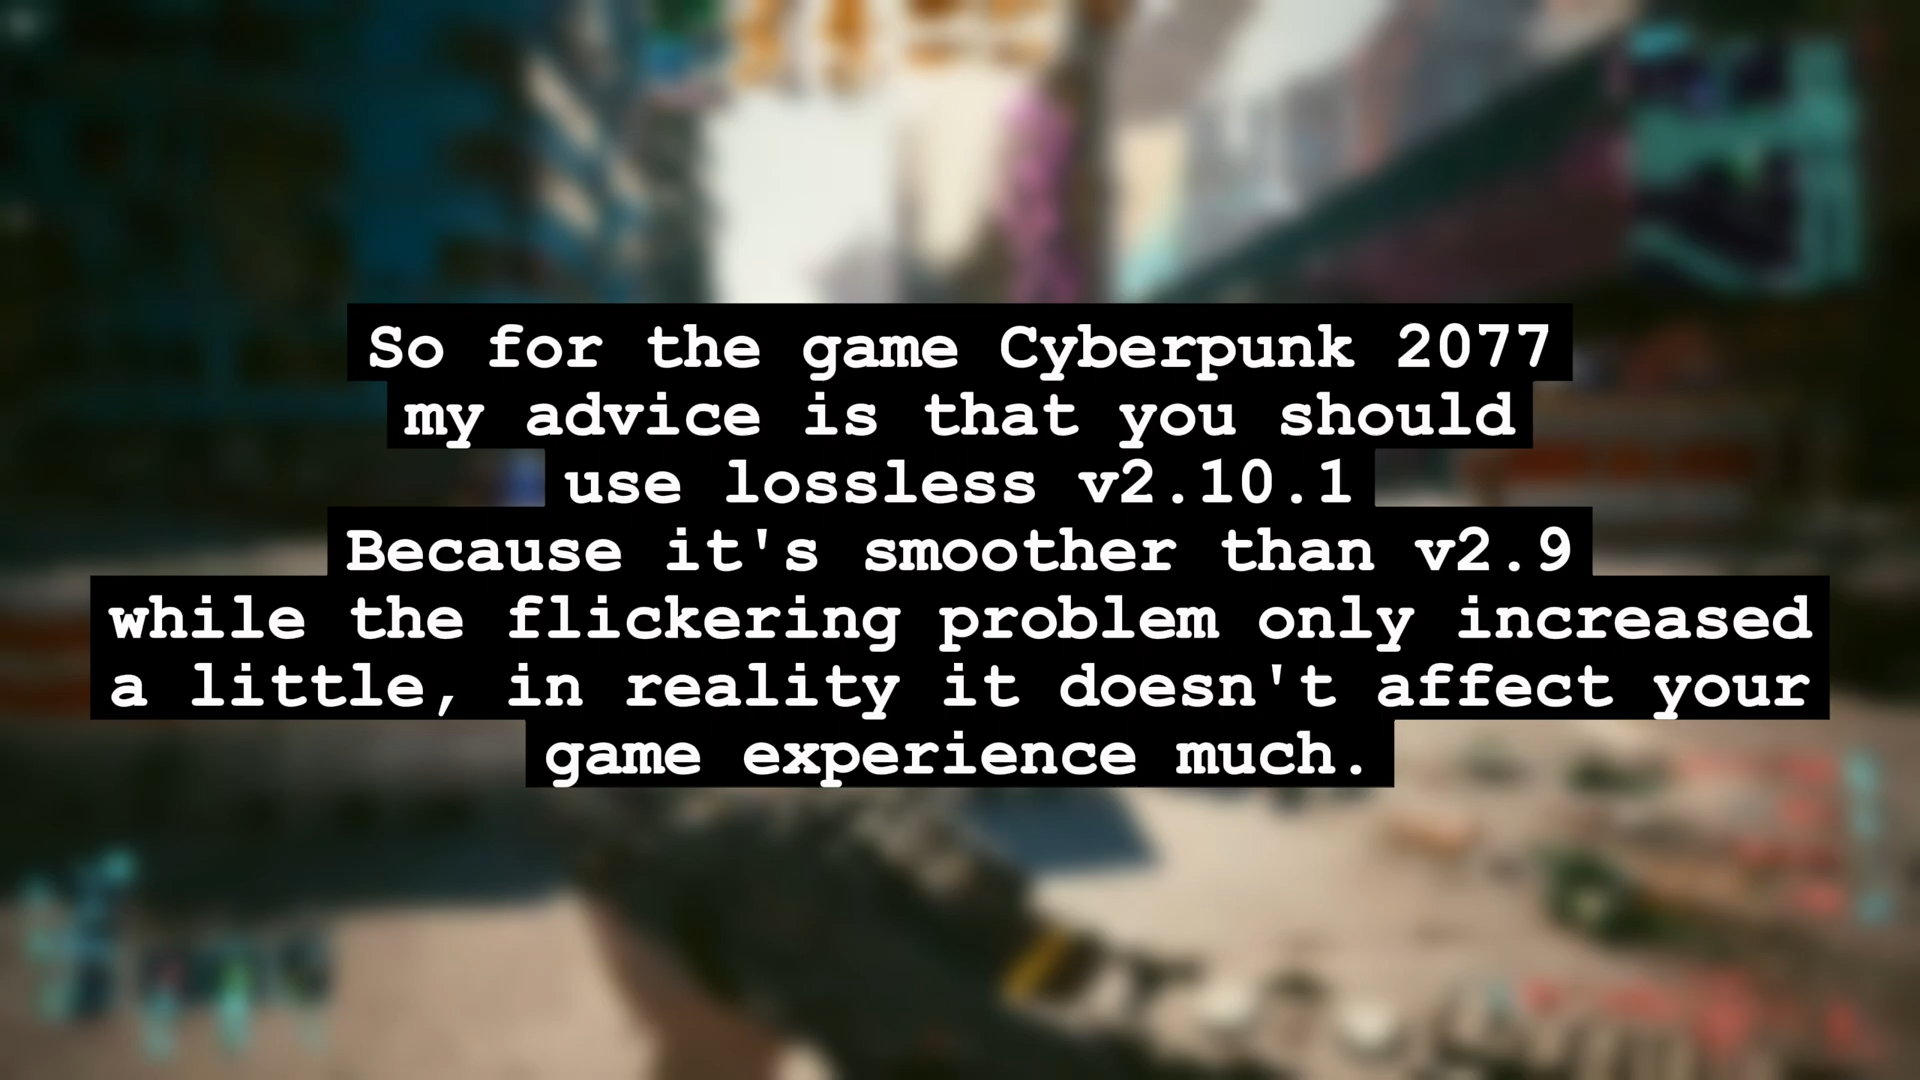 So for the game Cyberpunk 2077
my advice is that you should
use lossless v2.10.1
Because it's smoother than v2.9
while the flickering problem only increased
a little, in reality it doesn't affect your
game experience much.